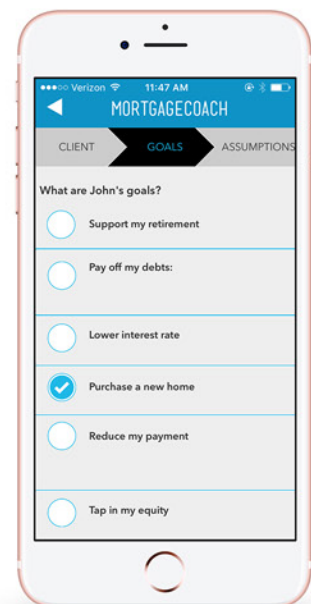 Verizon 11:47 AM
MORTGAGECOACH
CLIENT GOALS ASSUMPTIONS
What are John's goals?
Support my retirement
Pay off my debts:
Lower interest rate
Purchase a new home
Reduce my payment
Tap in my equity